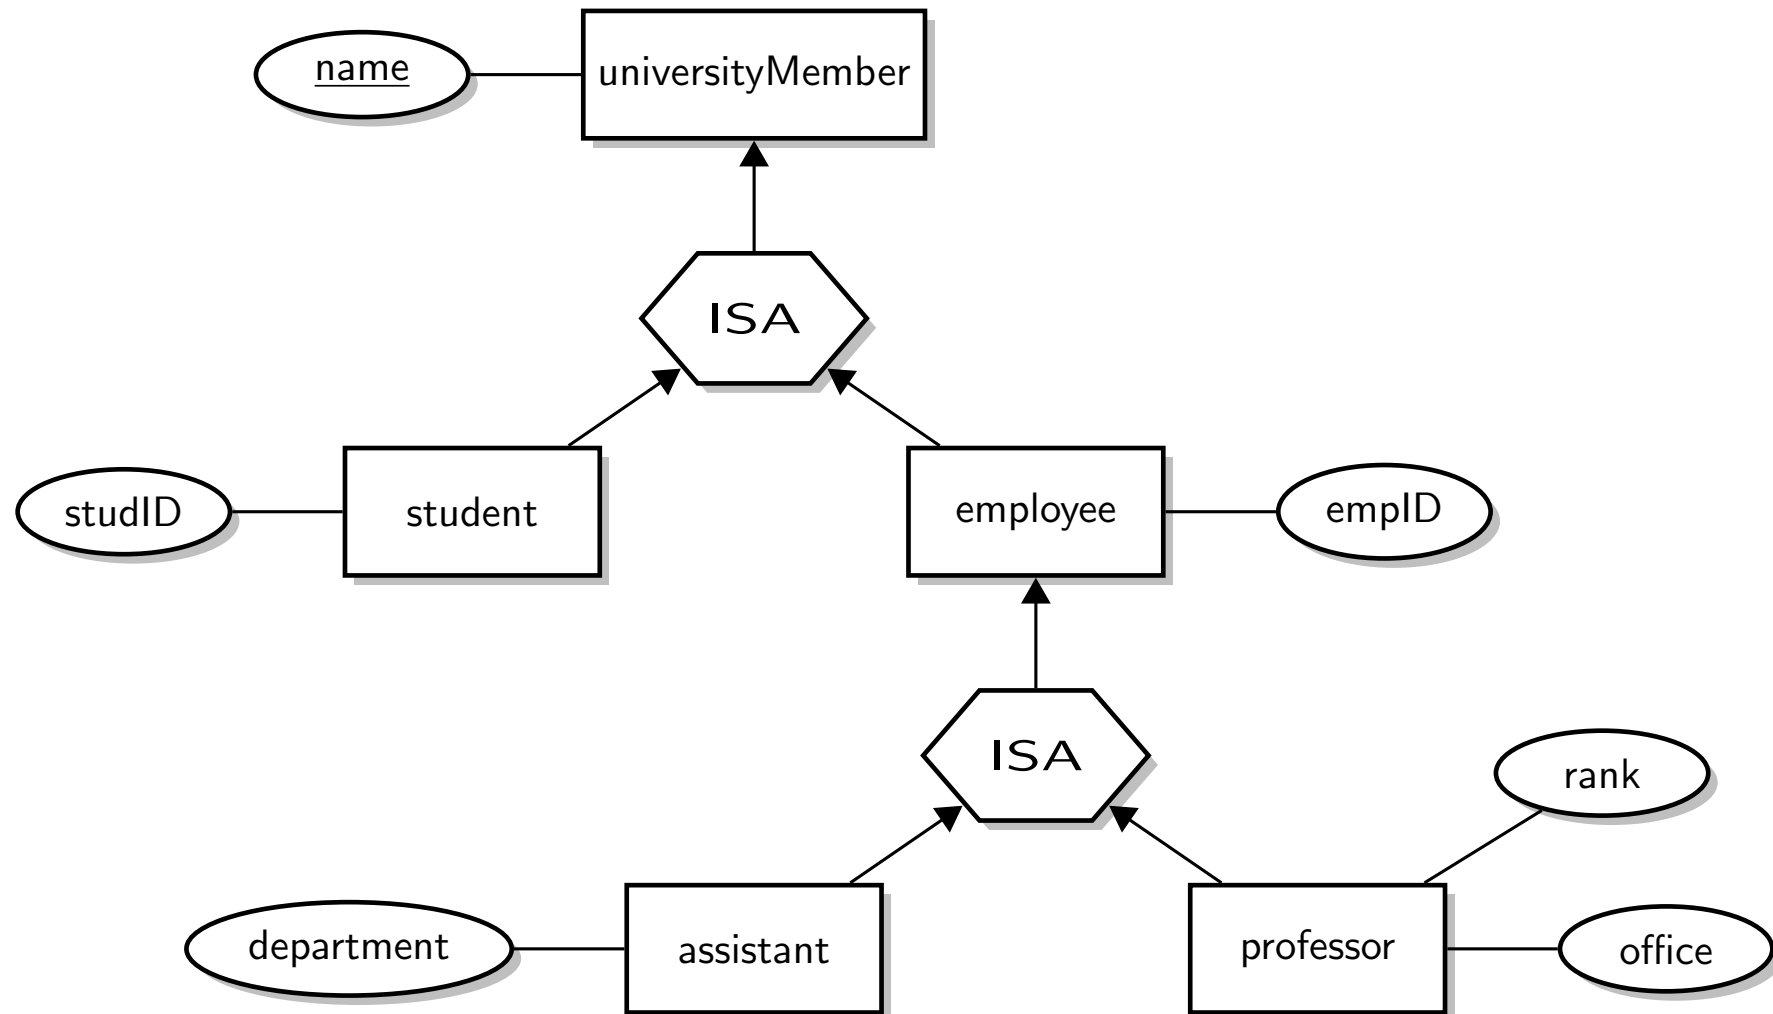 name
universityMember
ISA
studID
student
employee
empID
ISA
rank
department
assistant
professor
office